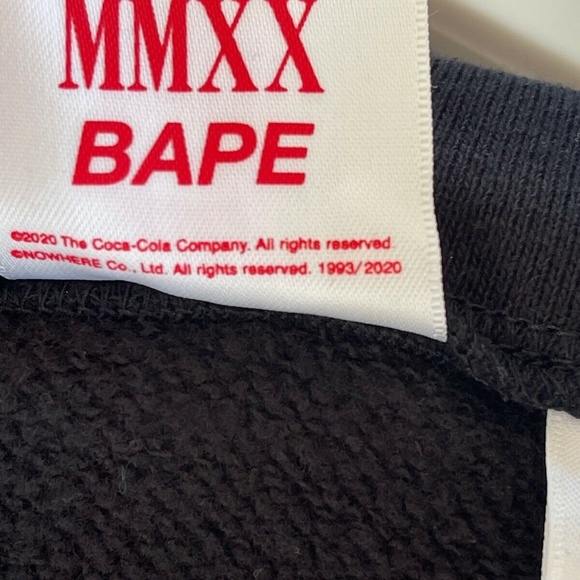 MMXX
BAPE
©2020 The Coca-Cola Company. All rights reserved.
©NOWHERE Co., Ltd. All rights reserved. 1993/2020